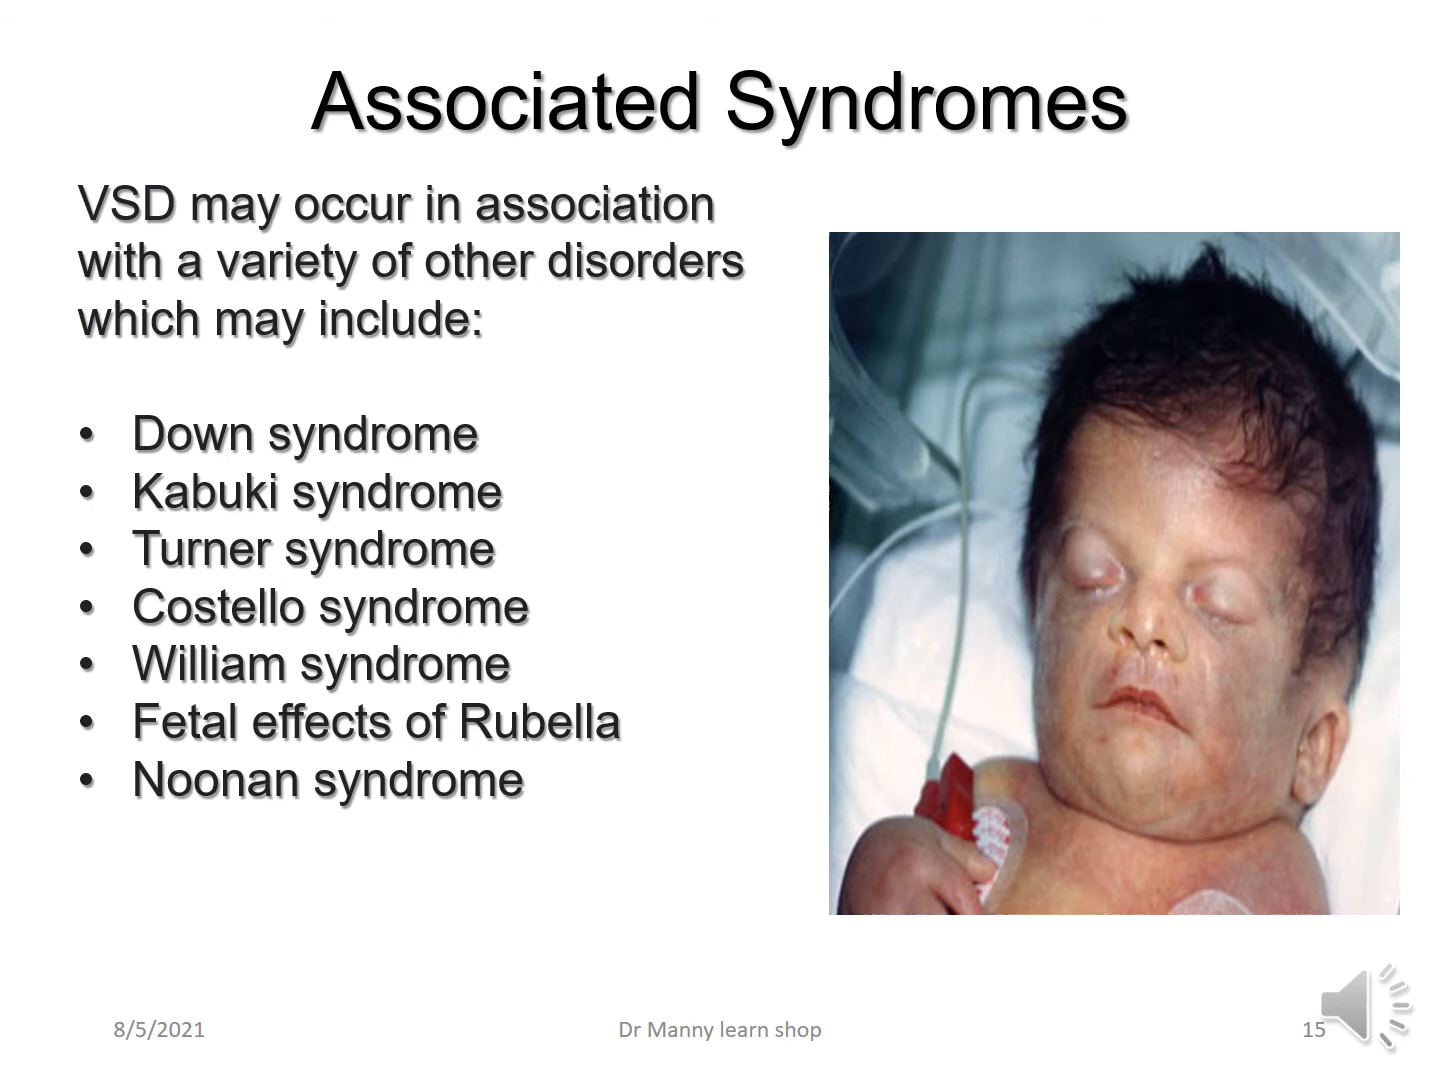 Associated Syndromes
VSD may occur in association
with a variety of other disorders
which may include:
• Down syndrome
• Kabuki syndrome
• Turner syndrome
• Costello syndrome
• William syndrome
• Fetal effects of Rubella
• Noonan syndrome
8/5/2021
Dr Manny learn shop
15